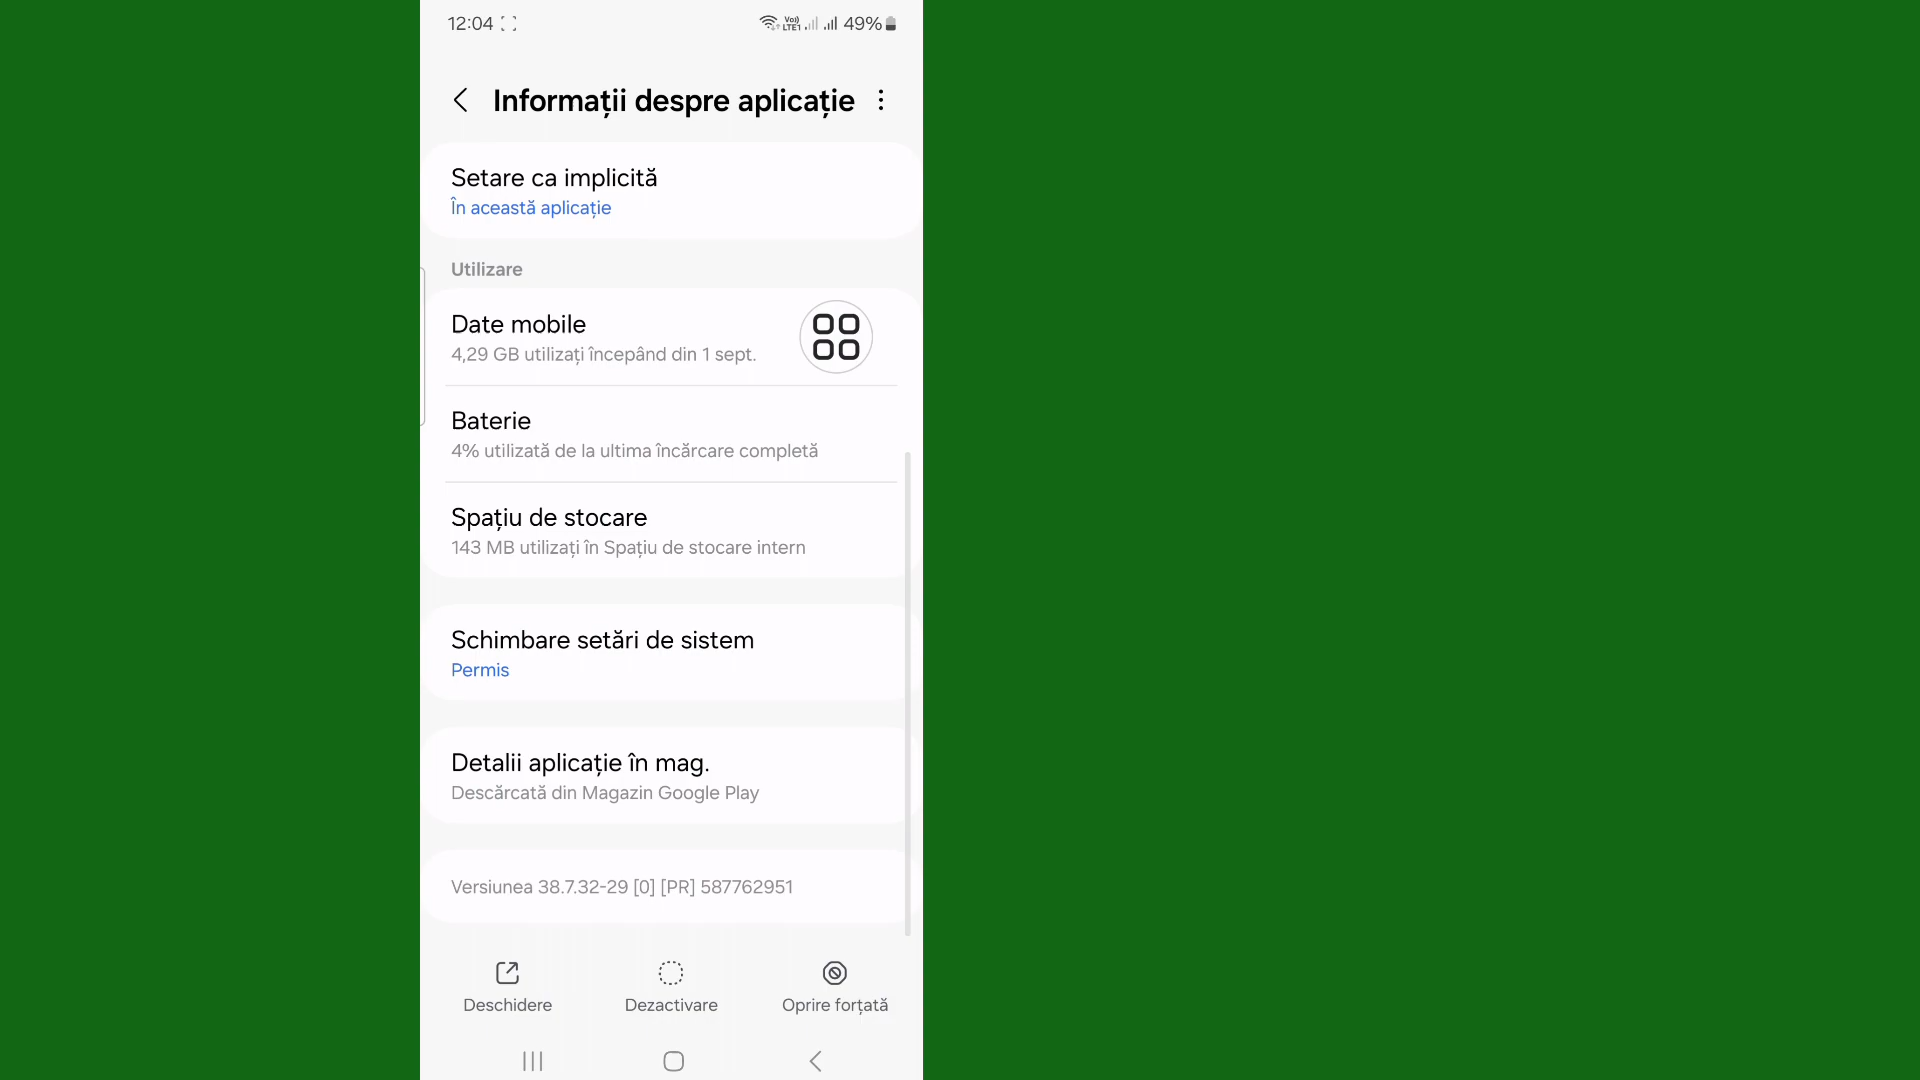 12:04
Vo)) LTE1 49%
Informații despre aplicație
Setare ca implicită
În această aplicație
Utilizare
Date mobile
4,29 GB utilizați începând din 1 sept.
Baterie
4% utilizată de la ultima încărcare completă
Spațiu de stocare
143 MB utilizați în Spațiu de stocare intern
Schimbare setări de sistem
Permis
Detalii aplicație în mag.
Descărcată din Magazin Google Play
Versiunea 38.7.32-29 [0] [PR] 587762951
Deschidere Dezactivare Oprire forțată